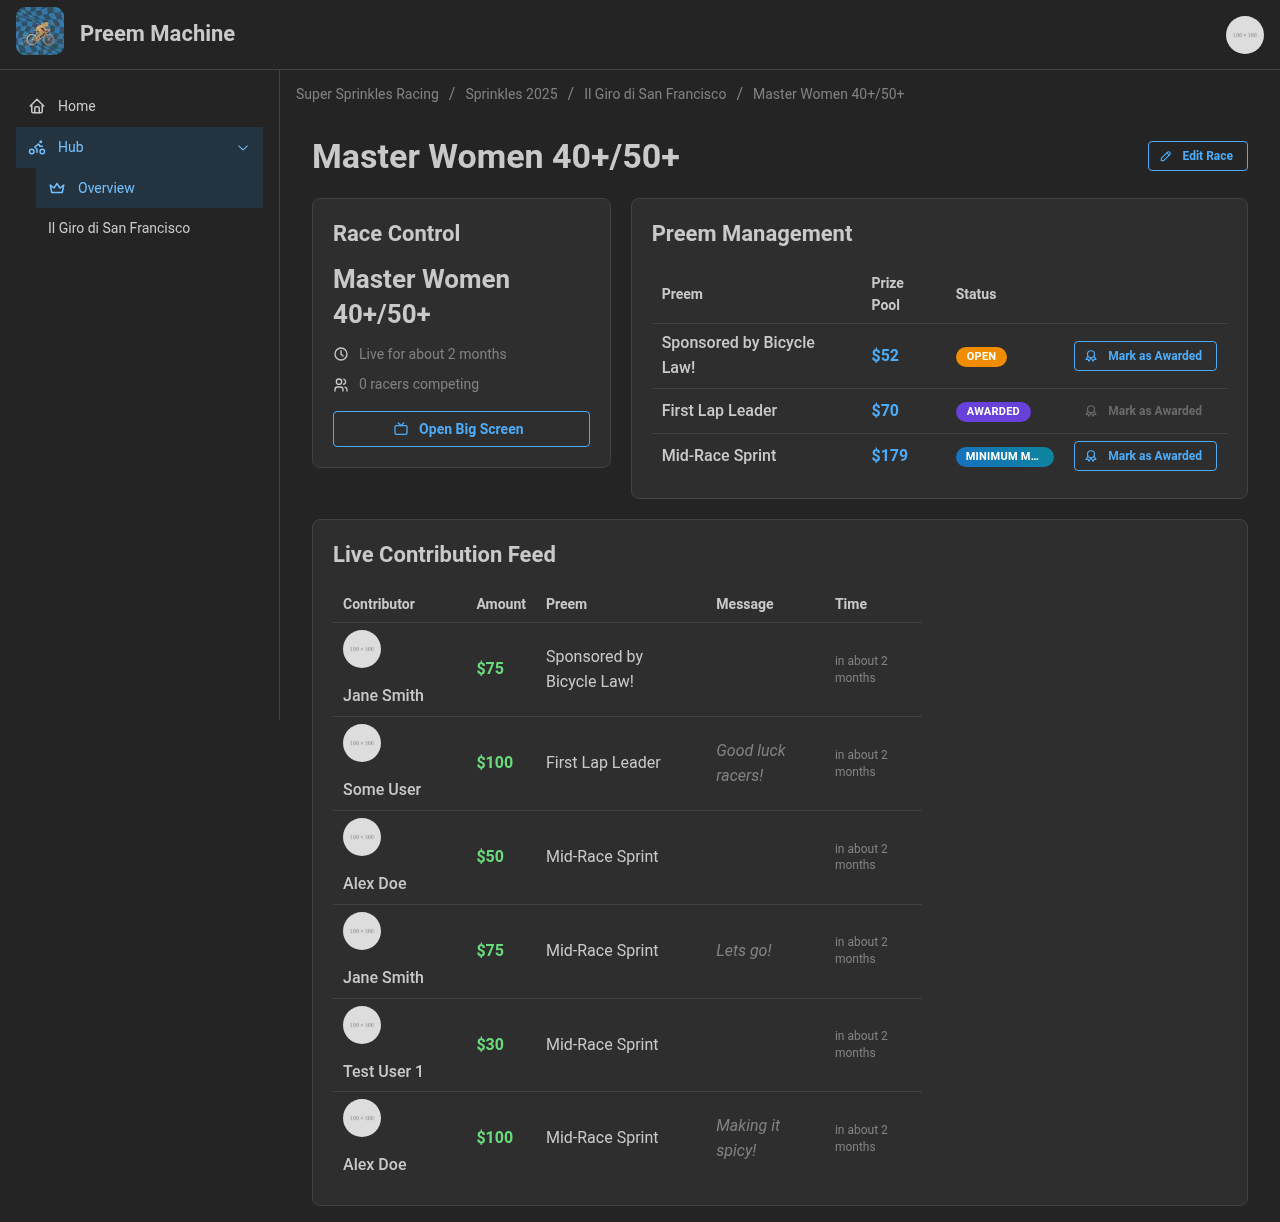 Preem Machine
100 × 100
Home
Hub
Overview
Il Giro di San Francisco
Super Sprinkles Racing / Sprinkles 2025 / Il Giro di San Francisco / Master Women 40+/50+
Master Women 40+/50+
Edit Race
Race Control
Master Women
40+/50+
Live for about 2 months
0 racers competing
Open Big Screen
Preem Management
Preem Prize Pool Status
Sponsored by Bicycle Law! $52 OPEN Mark as Awarded
First Lap Leader $70 AWARDED Mark as Awarded
Mid-Race Sprint $179 MINIMUM M... Mark as Awarded
Live Contribution Feed
Contributor Amount Preem Message Time
100 × 100
Jane Smith $75 Sponsored by Bicycle Law! in about 2 months
100 × 100
Some User $100 First Lap Leader Good luck racers! in about 2 months
100 × 100
Alex Doe $50 Mid-Race Sprint in about 2 months
100 × 100
Jane Smith $75 Mid-Race Sprint Lets go! in about 2 months
100 × 100
Test User 1 $30 Mid-Race Sprint in about 2 months
100 × 100
Alex Doe $100 Mid-Race Sprint Making it spicy! in about 2 months